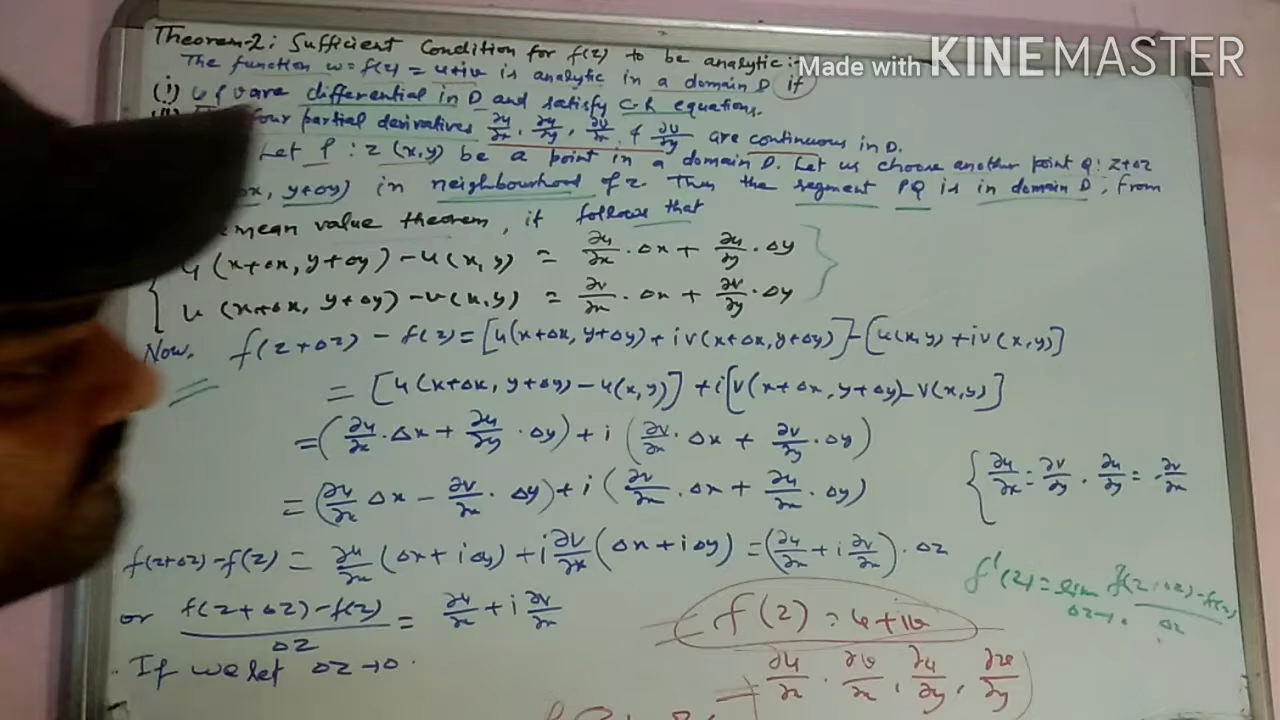 Made with KINEMASTER
Theorem-2: Sufficient Condition for f(z) to be analytic
The function w = f(z) = u+iv is analytic in a domain D if
(i) u & v are differential in D and satisfy C-R equations.
four partial derivatives ∂u/∂x, ∂u/∂y, ∂v/∂x, & ∂v/∂y are continuous in D.
Let P : z (x,y) be a point in a domain D. Let us choose another point Q : z+Δz
, y+Δy) in neighbourhood of z. Then the segment PQ is in domain D, from
mean value theorem, it follows that
u (x+Δx, y+Δy) - u(x,y) = ∂u/∂x · Δx + ∂u/∂y · Δy
u (x+Δx, y+Δy) - v(x,y) = ∂v/∂x · Δx + ∂v/∂y · Δy
Now, f(z+Δz) - f(z) = [u(x+Δx, y+Δy) + iv(x+Δx, y+Δy)] - [u(x,y) + iv(x,y)]
= [u(x+Δx, y+Δy) - u(x,y)] + i[v(x+Δx, y+Δy) - v(x,y)]
= (∂u/∂x · Δx + ∂u/∂y · Δy) + i (∂v/∂x · Δx + ∂v/∂y · Δy)
= (∂v/∂x Δx - ∂v/∂x · Δy) + i (∂v/∂x · Δx + ∂u/∂x · Δy)
{ ∂u/∂x = ∂v/∂y , ∂u/∂y = -∂v/∂x
f(z+Δz) - f(z) = ∂u/∂x (Δx + iΔy) + i ∂v/∂x (Δx + iΔy) = (∂u/∂x + i ∂v/∂x) · Δz
f'(z) = lim Δz→0 f(z+Δz) - f(z) / Δz
or f(z+Δz) - f(z) / Δz = ∂u/∂x + i ∂v/∂x
f(z) = u+iv
If we let Δz → 0.
∂u/∂x , ∂v/∂x , ∂u/∂y , ∂v/∂y